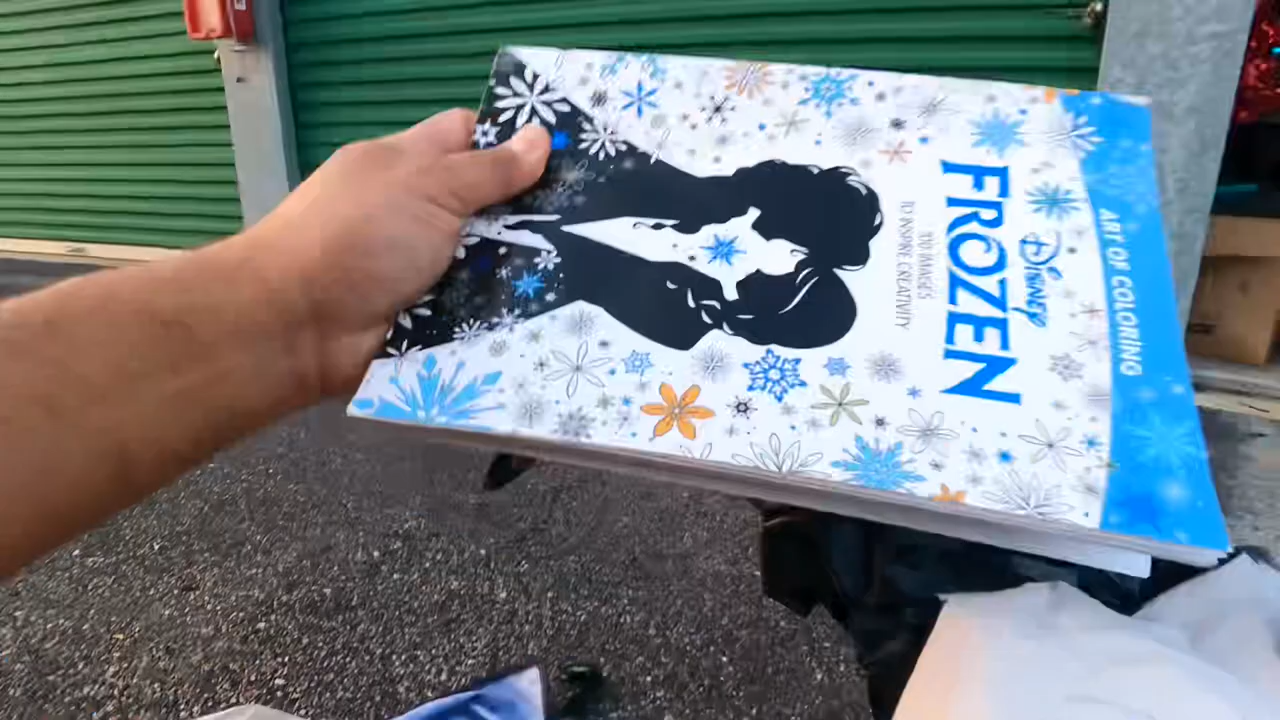 ART OF COLORING
DISNEY
FROZEN
100 IMAGES
TO INSPIRE CREATIVITY